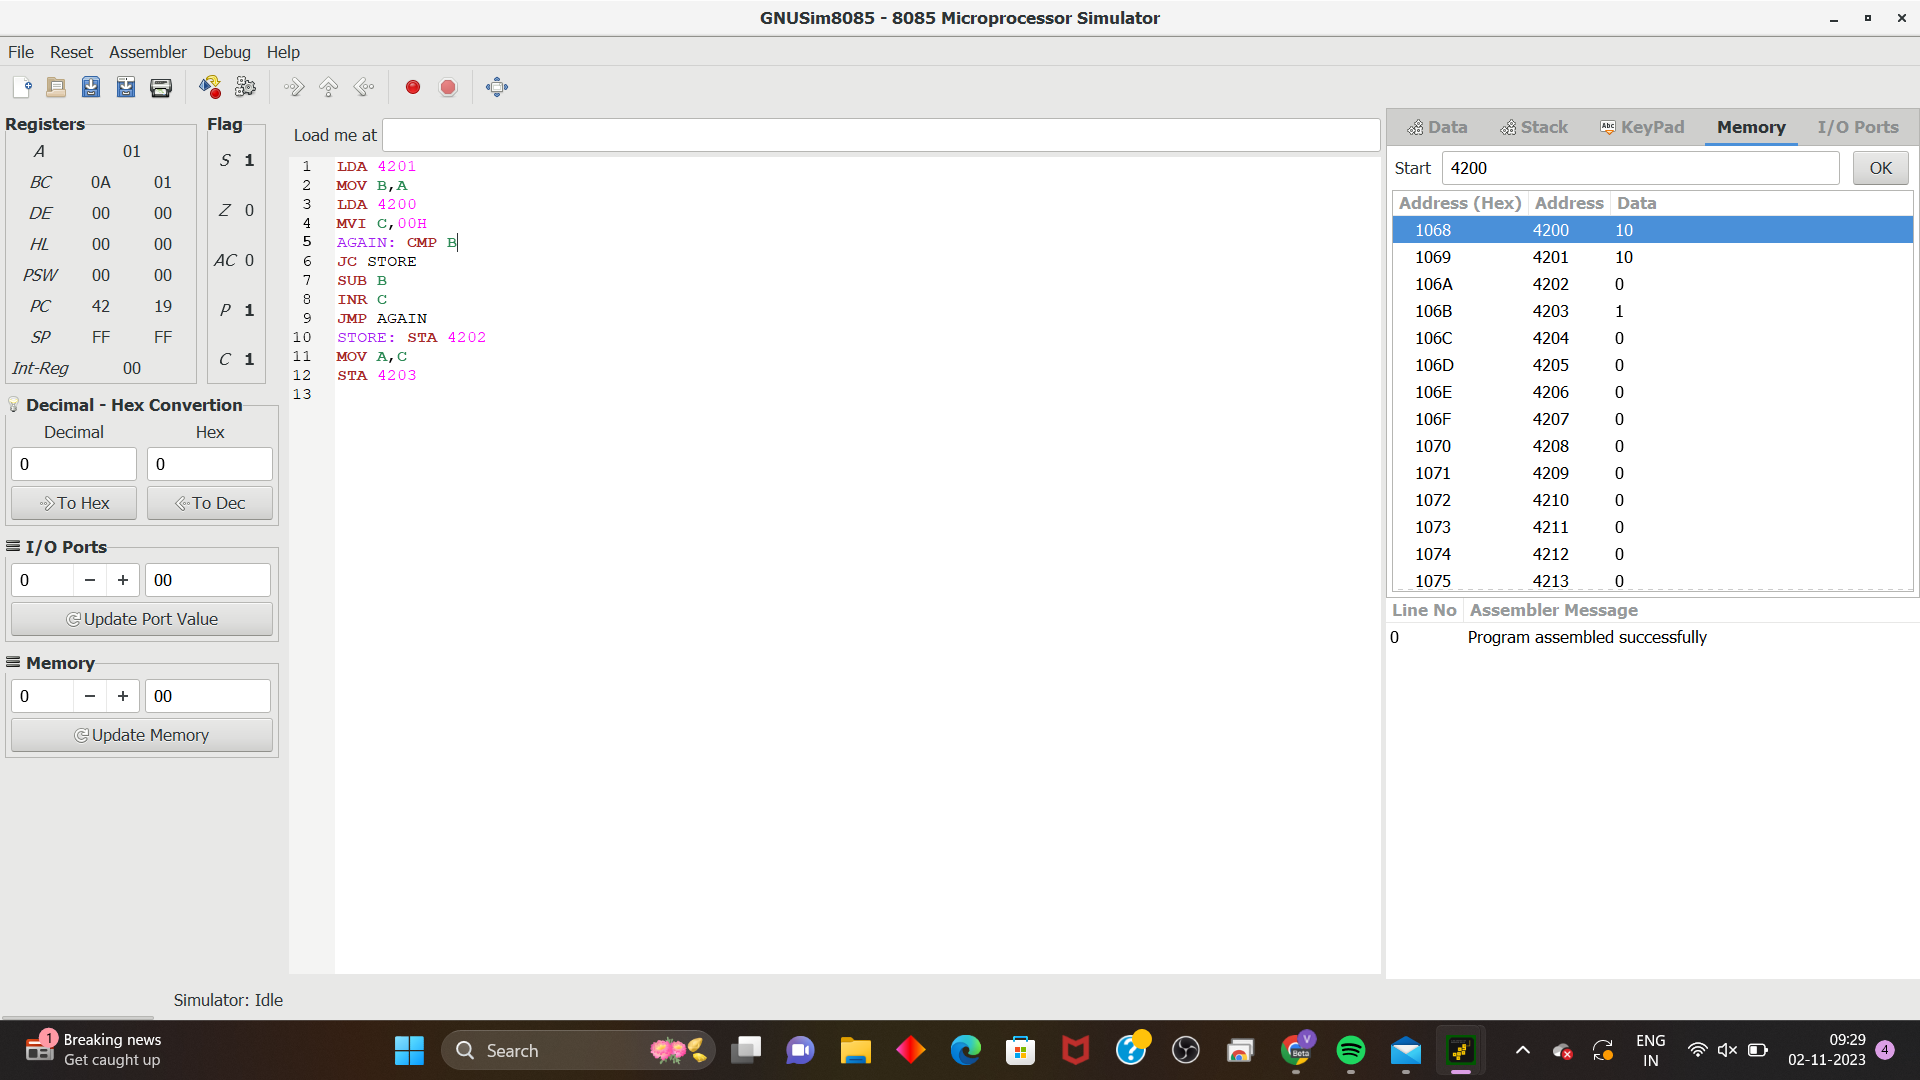 GNUSim8085 - 8085 Microprocessor Simulator
File Reset Assembler Debug Help
Registers
A 01
BC 0A 01
DE 00 00
HL 00 00
PSW 00 00
PC 42 19
SP FF FF
Int-Reg 00
Flag
S 1
Z 0
AC 0
P 1
C 1
Decimal - Hex Convertion
Decimal Hex
0 0
To Hex To Dec
I/O Ports
0 − + 00
Update Port Value
Memory
0 − + 00
Update Memory
Load me at
1 LDA 4201
2 MOV B,A
3 LDA 4200
4 MVI C,00H
5 AGAIN: CMP B
6 JC STORE
7 SUB B
8 INR C
9 JMP AGAIN
10 STORE: STA 4202
11 MOV A,C
12 STA 4203
13
Data Stack Abc KeyPad Memory I/O Ports
Start 4200 OK
Address (Hex) Address Data
1068 4200 10
1069 4201 10
106A 4202 0
106B 4203 1
106C 4204 0
106D 4205 0
106E 4206 0
106F 4207 0
1070 4208 0
1071 4209 0
1072 4210 0
1073 4211 0
1074 4212 0
1075 4213 0
Line No Assembler Message
0 Program assembled successfully
Simulator: Idle
1 Breaking news
Get caught up
Search
V
Beta
ENG
IN
09:29
02-11-2023
4